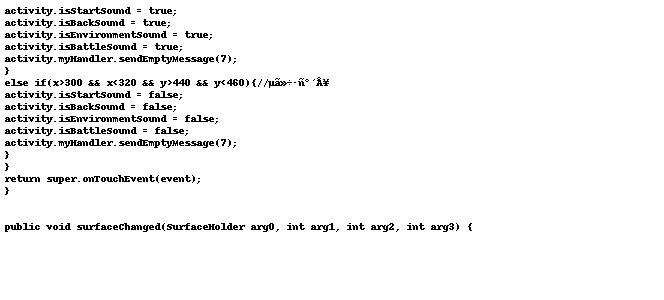 activity.isStartSound = true;
activity.isBackSound = true;
activity.isEnvironmentSound = true;
activity.isBattleSound = true;
activity.myHandler.sendEmptyMessage(7);
}
else if(x>300 && x<320 && y>440 && y<460){//µã»÷·ñ°´Å¥
activity.isStartSound = false;
activity.isBackSound = false;
activity.isEnvironmentSound = false;
activity.isBattleSound = false;
activity.myHandler.sendEmptyMessage(7);
}
}
return super.onTouchEvent(event);
}
public void surfaceChanged(SurfaceHolder arg0, int arg1, int arg2, int arg3) {